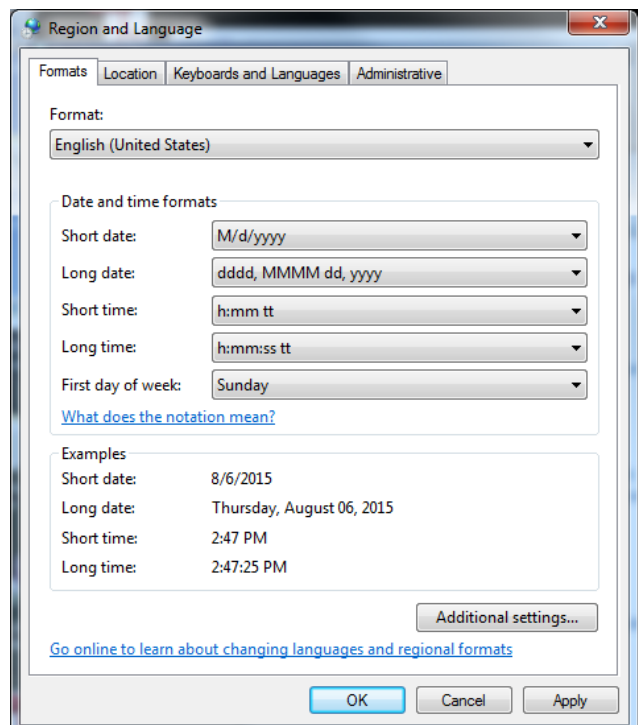 Region and Language
Formats Location Keyboards and Languages Administrative
Format:
English (United States)
Date and time formats
Short date: M/d/yyyy
Long date: dddd, MMMM dd, yyyy
Short time: h:mm tt
Long time: h:mm:ss tt
First day of week: Sunday
What does the notation mean?
Examples
Short date: 8/6/2015
Long date: Thursday, August 06, 2015
Short time: 2:47 PM
Long time: 2:47:25 PM
Additional settings...
Go online to learn about changing languages and regional formats
OK Cancel Apply